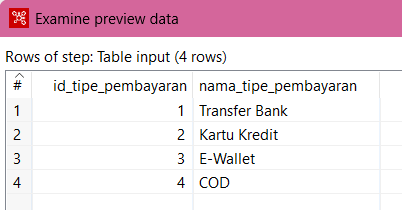 Examine preview data
Rows of step: Table input (4 rows)
# id_tipe_pembayaran nama_tipe_pembayaran
1 1 Transfer Bank
2 2 Kartu Kredit
3 3 E-Wallet
4 4 COD